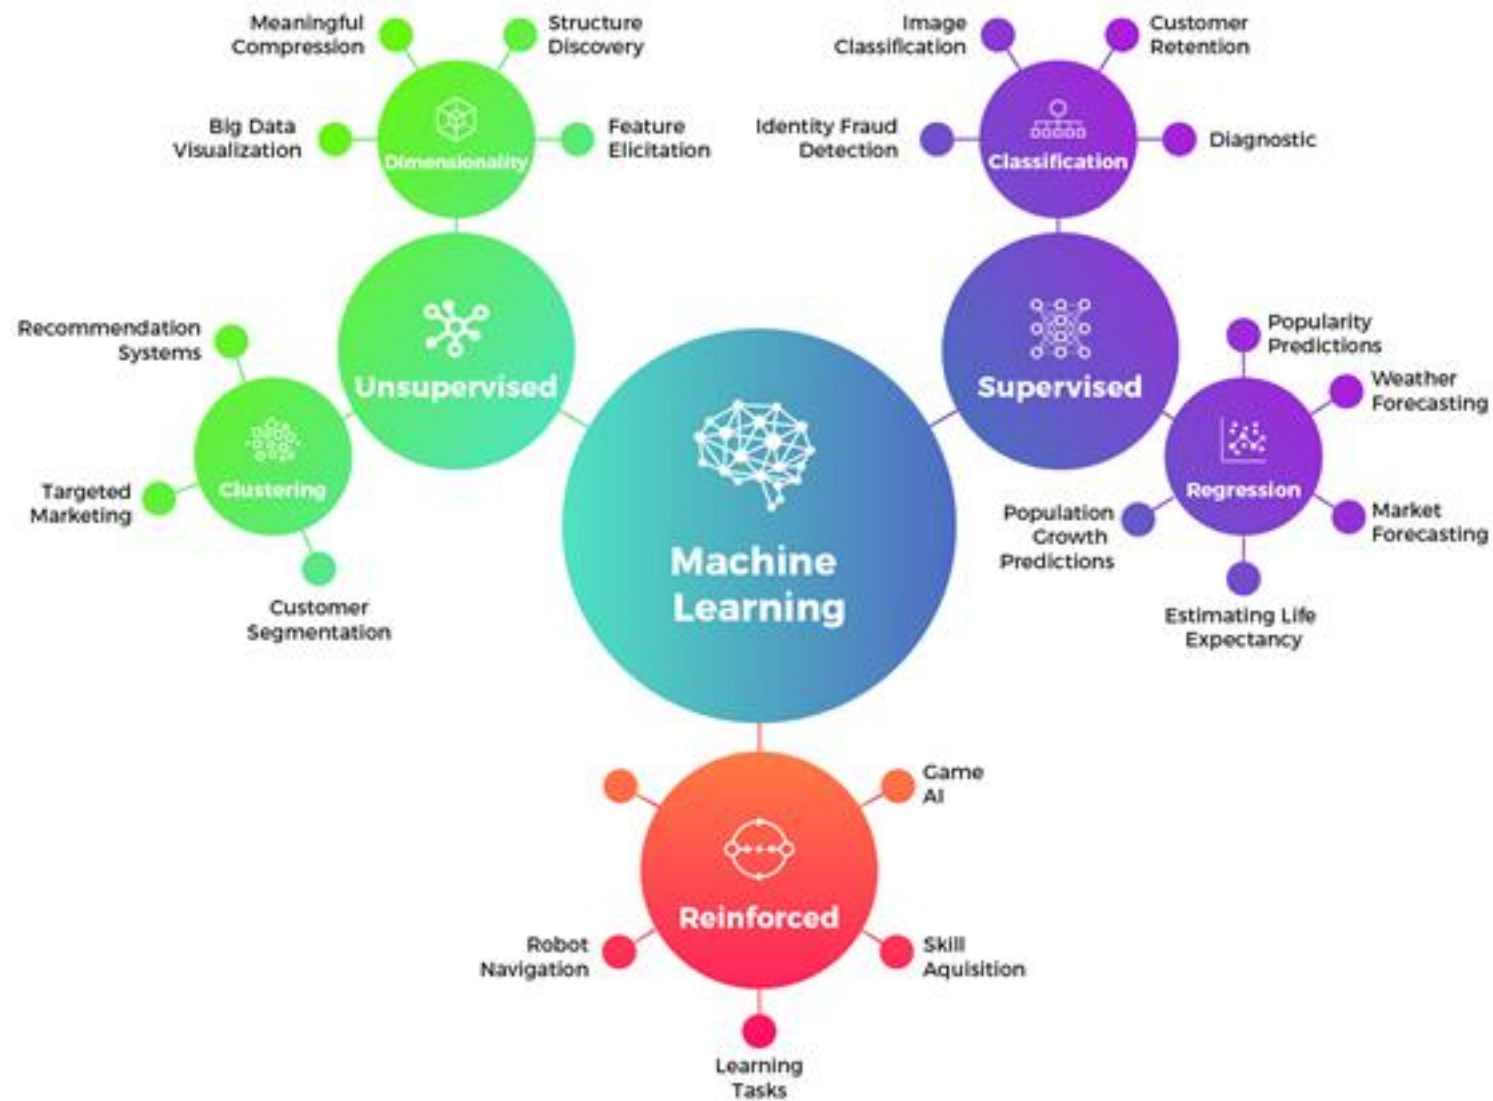 Meaningful
Compression
Structure
Discovery
Big Data
Visualization
Dimensionality
Feature
Elicitation
Image
Classification
Customer
Retention
Identity Fraud
Detection
Classification
Diagnostic
Unsupervised
Supervised
Recommendation
Systems
Clustering
Targeted
Marketing
Customer
Segmentation
Popularity
Predictions
Weather
Forecasting
Regression
Population
Growth
Predictions
Market
Forecasting
Estimating Life
Expectancy
Machine
Learning
Reinforced
Game
AI
Robot
Navigation
Skill
Aquisition
Learning
Tasks